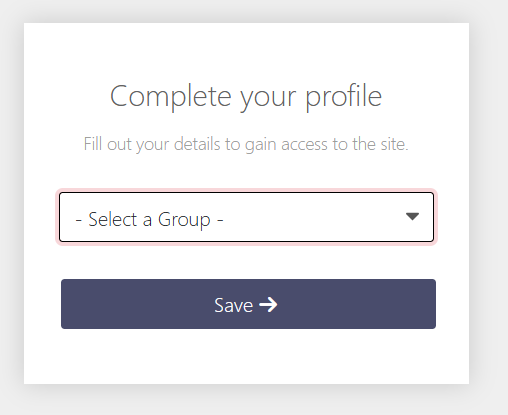 Complete your profile
Fill out your details to gain access to the site.
- Select a Group -
Save →